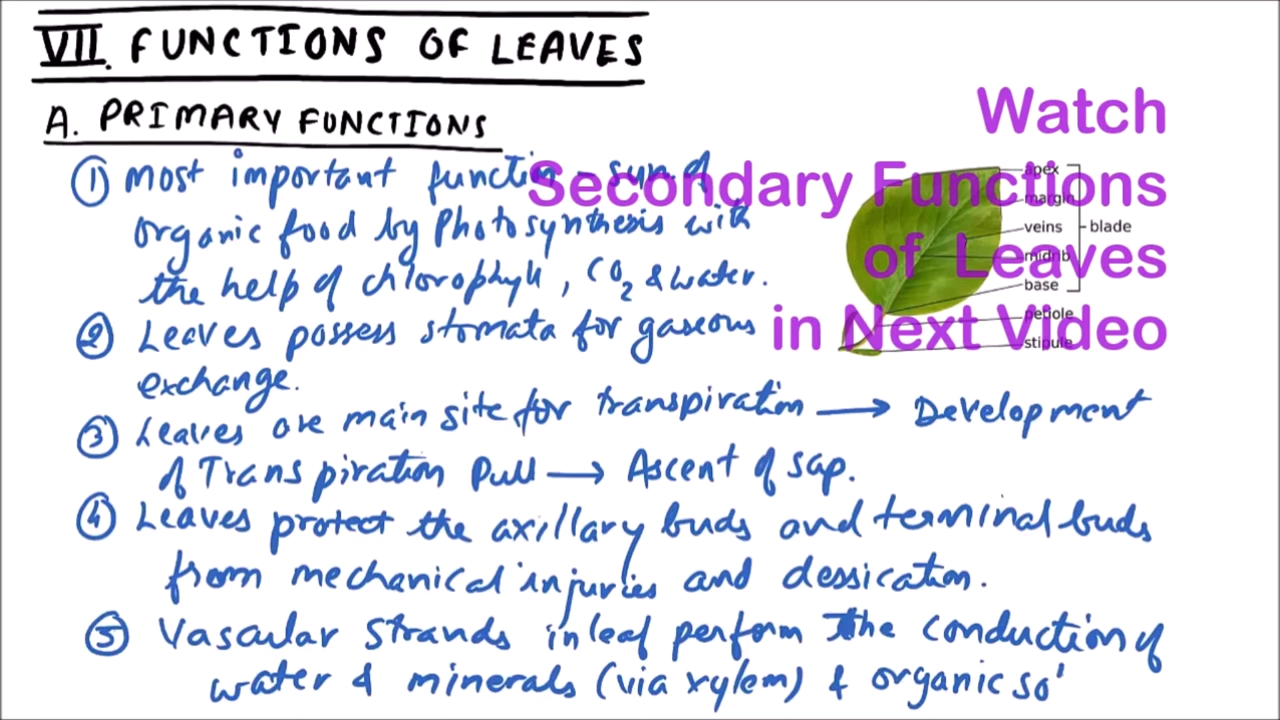 VII. FUNCTIONS OF LEAVES
A. PRIMARY FUNCTIONS
① Most important function - syn of
organic food by Photosynthesis with
the help of chlorophyll, CO2 & water.
② Leaves possess stomata for gaseous
exchange.
③ Leaves are main site for transpiration → Development
of Transpiration Pull → Ascent of sap.
④ Leaves protect the axillary buds and terminal buds
from mechanical injuries and dessication.
⑤ Vascular strands in leaf perform the conduction of
water & minerals (via xylem) & organic so
Watch
Secondary Functions
of Leaves
in Next Video
apex
margin
veins
blade
midrib
base
petiole
stipule